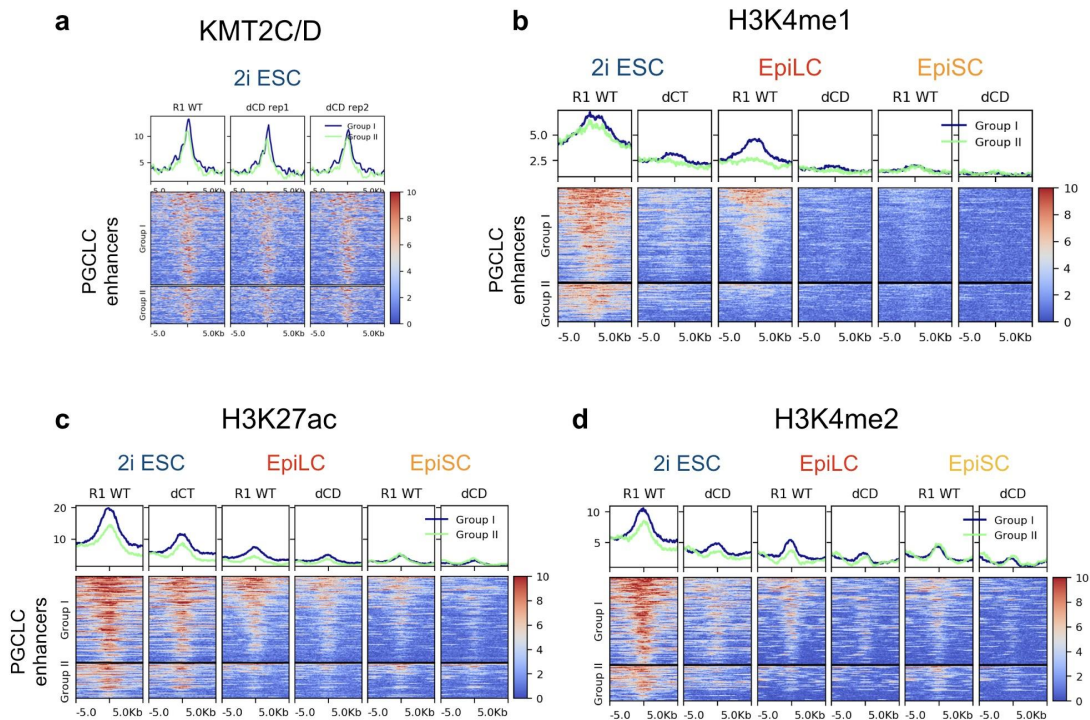 a
KMT2C/D
2i ESC
R1 WT dCD rep1 dCD rep2
Group I
Group II
10
5
-5.0 5.0Kb -5.0 5.0Kb -5.0 5.0Kb
PGCLC
enhancers
Group I
Group II
10
8
6
4
2
0
-5.0 5.0Kb -5.0 5.0Kb -5.0 5.0Kb
b
H3K4me1
2i ESC EpiLC EpiSC
R1 WT dCT R1 WT dCD R1 WT dCD
5.0
2.5
Group I
Group II
PGCLC
enhancers
Group I
Group II
10
8
6
4
2
0
-5.0 5.0Kb -5.0 5.0Kb -5.0 5.0Kb -5.0 5.0Kb -5.0 5.0Kb -5.0 5.0Kb
c
H3K27ac
2i ESC EpiLC EpiSC
R1 WT dCT R1 WT dCD R1 WT dCD
20
10
Group I
Group II
PGCLC
enhancers
Group I
Group II
10
8
6
4
2
0
-5.0 5.0Kb -5.0 5.0Kb -5.0 5.0Kb -5.0 5.0Kb -5.0 5.0Kb -5.0 5.0Kb
d
H3K4me2
2i ESC EpiLC EpiSC
R1 WT dCD R1 WT dCD R1 WT dCD
10
5
Group I
Group II
PGCLC
enhancers
Group I
Group II
10
8
6
4
2
0
-5.0 5.0Kb -5.0 5.0Kb -5.0 5.0Kb -5.0 5.0Kb -5.0 5.0Kb -5.0 5.0Kb